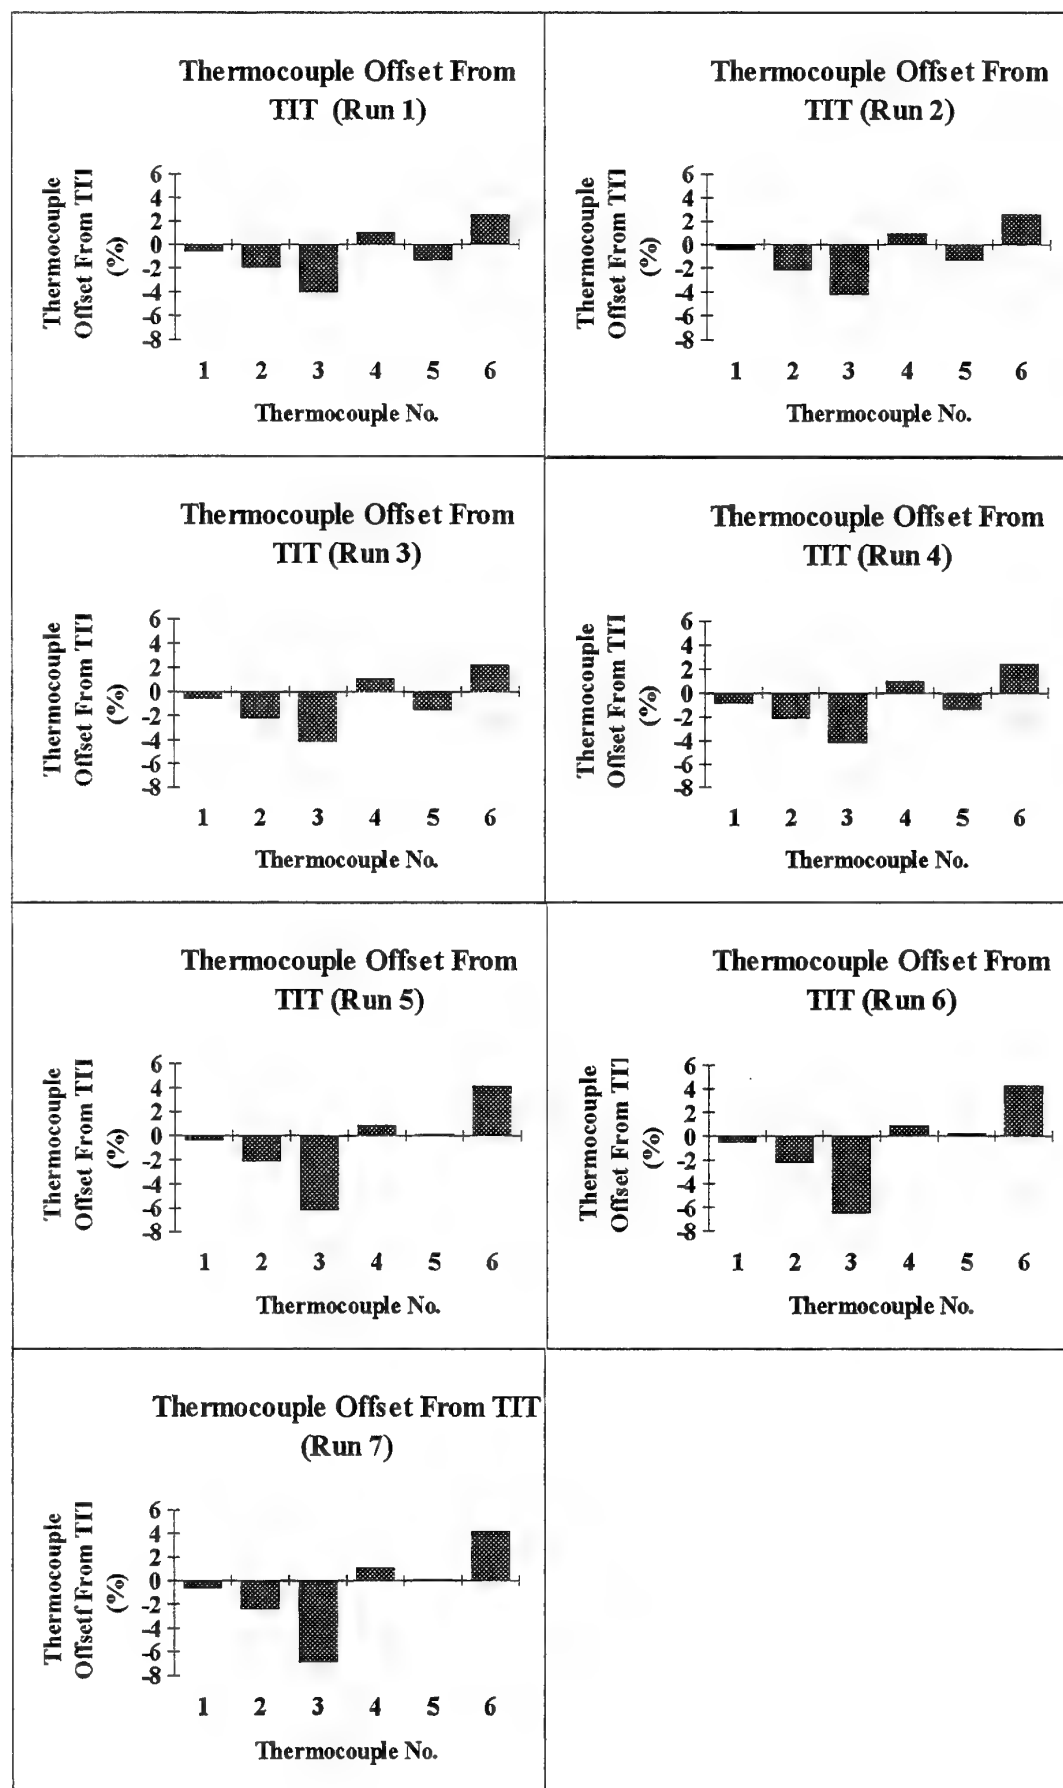 Thermocouple Offset From
TIT (Run 1)
Thermocouple
Offset From TIT
(%)
6
4
2
0
-2
-4
-6
-8
1 2 3 4 5 6
Thermocouple No.
Thermocouple Offset From
TIT (Run 2)
Thermocouple
Offset From TIT
(%)
6
4
2
0
-2
-4
-6
-8
1 2 3 4 5 6
Thermocouple No.
Thermocouple Offset From
TIT (Run 3)
Thermocouple
Offset From TIT
(%)
6
4
2
0
-2
-4
-6
-8
1 2 3 4 5 6
Thermocouple No.
Thermocouple Offset From
TIT (Run 4)
Thermocouple
Offset From TIT
(%)
6
4
2
0
-2
-4
-6
-8
1 2 3 4 5 6
Thermocouple No.
Thermocouple Offset From
TIT (Run 5)
Thermocouple
Offset From TIT
(%)
6
4
2
0
-2
-4
-6
-8
1 2 3 4 5 6
Thermocouple No.
Thermocouple Offset From
TIT (Run 6)
Thermocouple
Offset From TIT
(%)
6
4
2
0
-2
-4
-6
-8
1 2 3 4 5 6
Thermocouple No.
Thermocouple Offset From TIT
(Run 7)
Thermocouple
Offsetf From TIT
(%)
6
4
2
0
-2
-4
-6
-8
1 2 3 4 5 6
Thermocouple No.